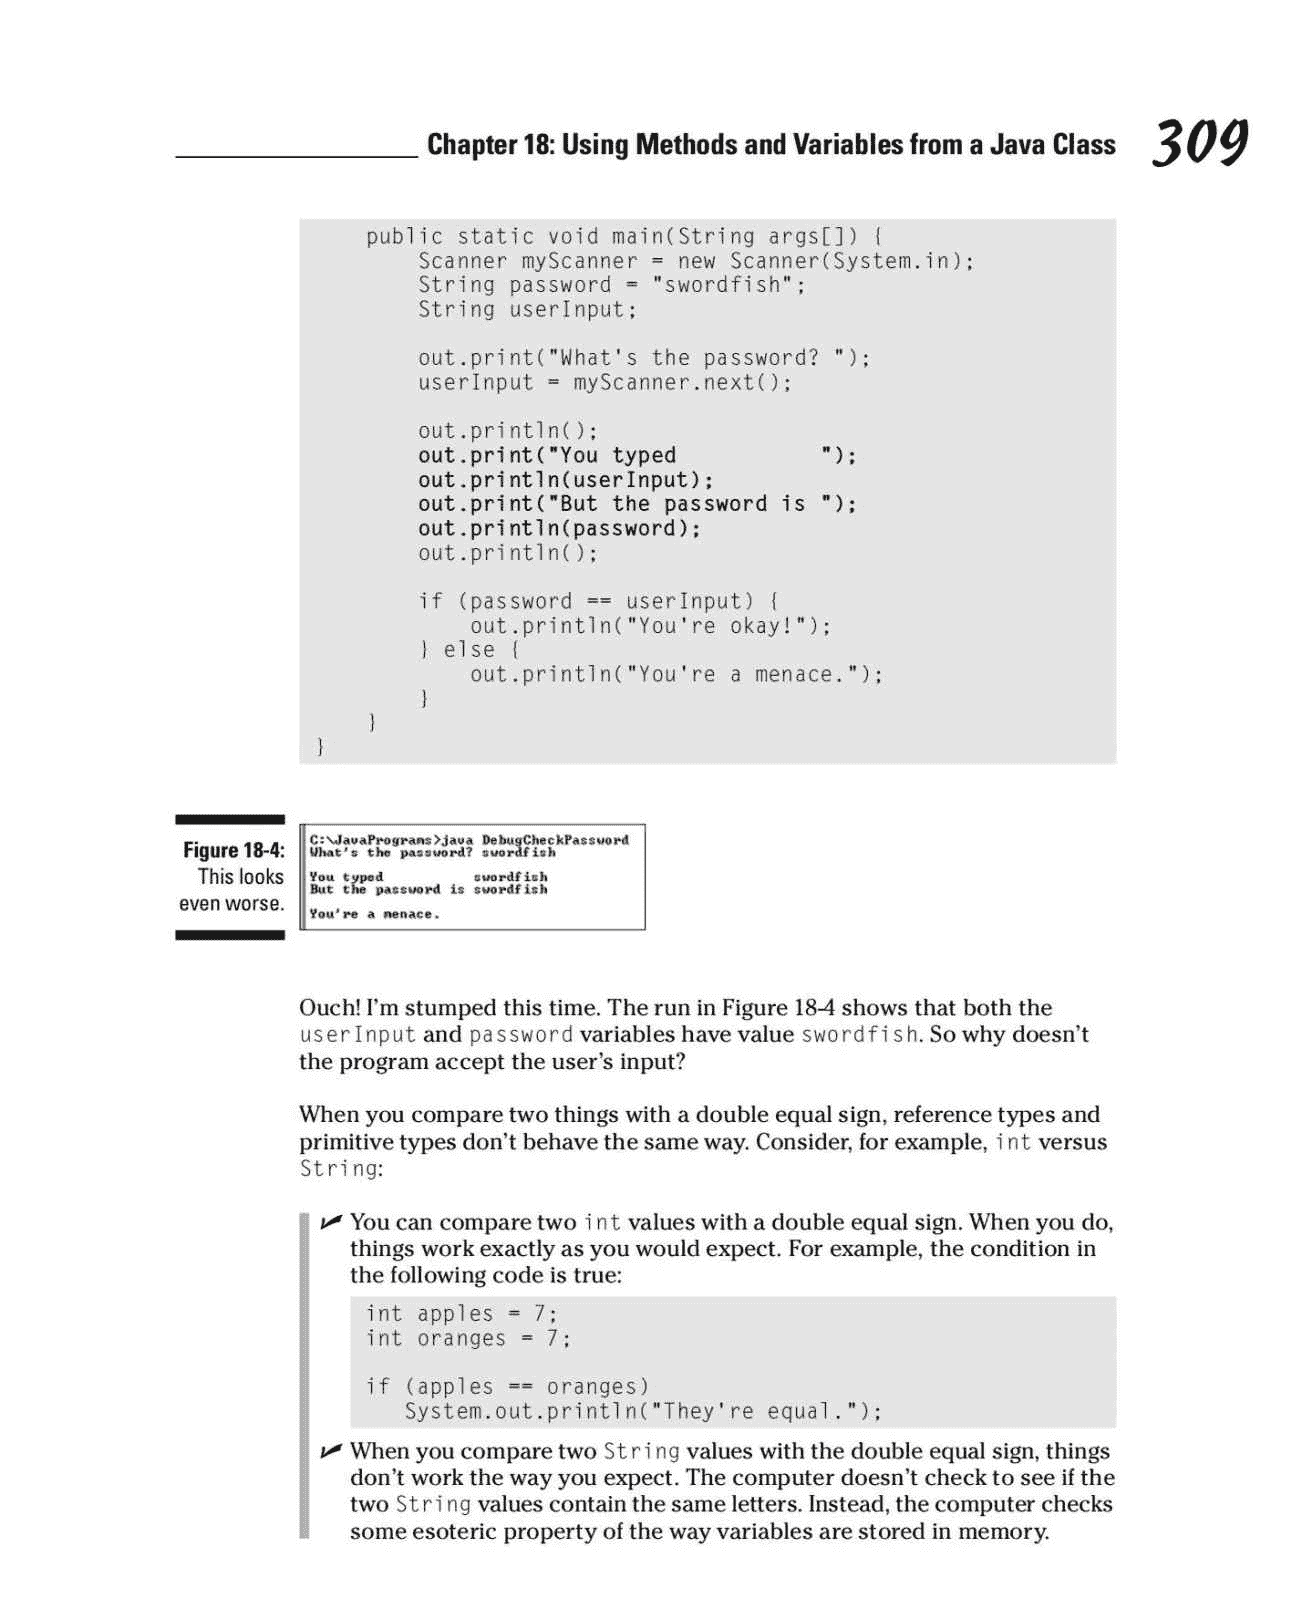 Chapter 18: Using Methods and Variables from a Java Class 309
public static void main(String args[]) {
Scanner myScanner = new Scanner(System.in);
String password = "swordfish";
String userInput;
out.print("What's the password? ");
userInput = myScanner.next();
out.println();
out.print("You typed           ");
out.println(userInput);
out.print("But the password is ");
out.println(password);
out.println();
if (password == userInput) {
out.println("You're okay!");
} else {
out.println("You're a menace.");
}
}
}
Figure 18-4:
This looks
even worse.
C:\JavaPrograms>java DebugCheckPassword
What's the password? swordfish
You typed           swordfish
But the password is swordfish
You're a menace.
Ouch! I'm stumped this time. The run in Figure 18-4 shows that both the
userInput and password variables have value swordfish. So why doesn't
the program accept the user's input?
When you compare two things with a double equal sign, reference types and
primitive types don't behave the same way. Consider, for example, int versus
String:
✓ You can compare two int values with a double equal sign. When you do,
things work exactly as you would expect. For example, the condition in
the following code is true:
int apples = 7;
int oranges = 7;
if (apples == oranges)
System.out.println("They're equal.");
✓ When you compare two String values with the double equal sign, things
don't work the way you expect. The computer doesn't check to see if the
two String values contain the same letters. Instead, the computer checks
some esoteric property of the way variables are stored in memory.